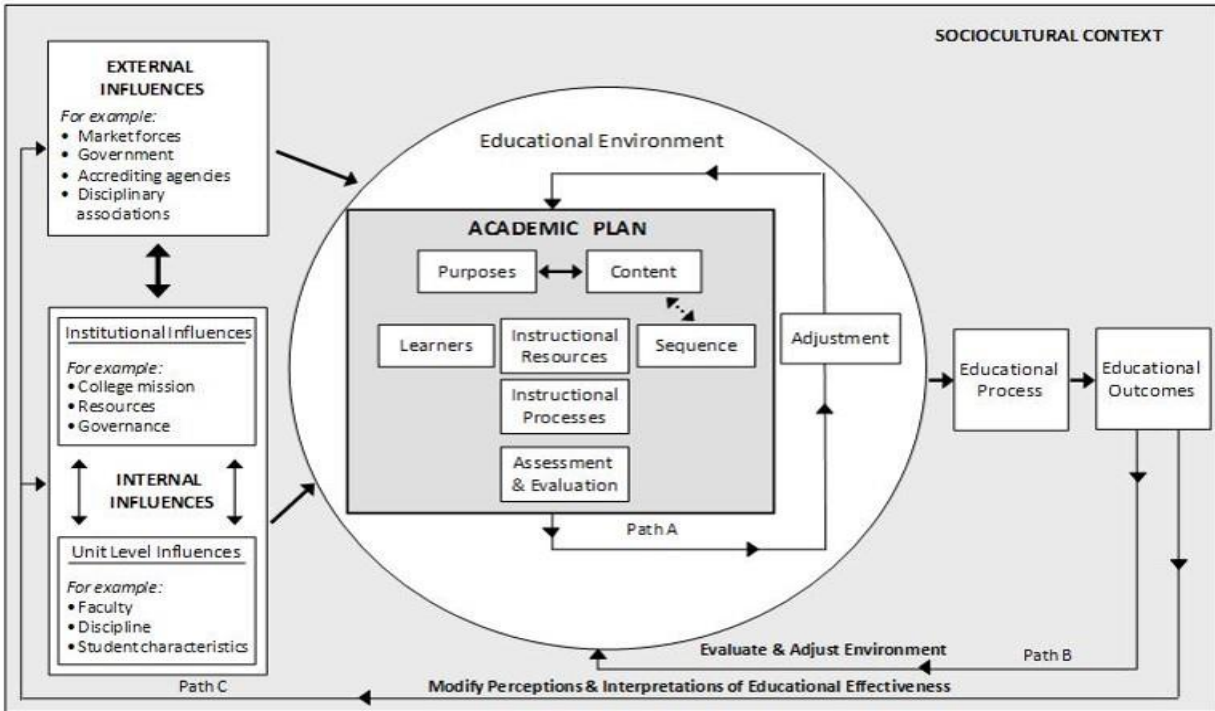 SOCIOCULTURAL CONTEXT
EXTERNAL
INFLUENCES
For example:
• Market forces
• Government
• Accrediting agencies
• Disciplinary
associations
Institutional Influences
For example:
• College mission
• Resources
• Governance
INTERNAL
INFLUENCES
Unit Level Influences
For example:
• Faculty
• Discipline
• Student characteristics
Educational Environment
ACADEMIC PLAN
Purposes
Content
Learners
Instructional
Resources
Sequence
Instructional
Processes
Assessment
& Evaluation
Adjustment
Path A
Educational
Process
Educational
Outcomes
Evaluate & Adjust Environment
Path B
Path C
Modify Perceptions & Interpretations of Educational Effectiveness